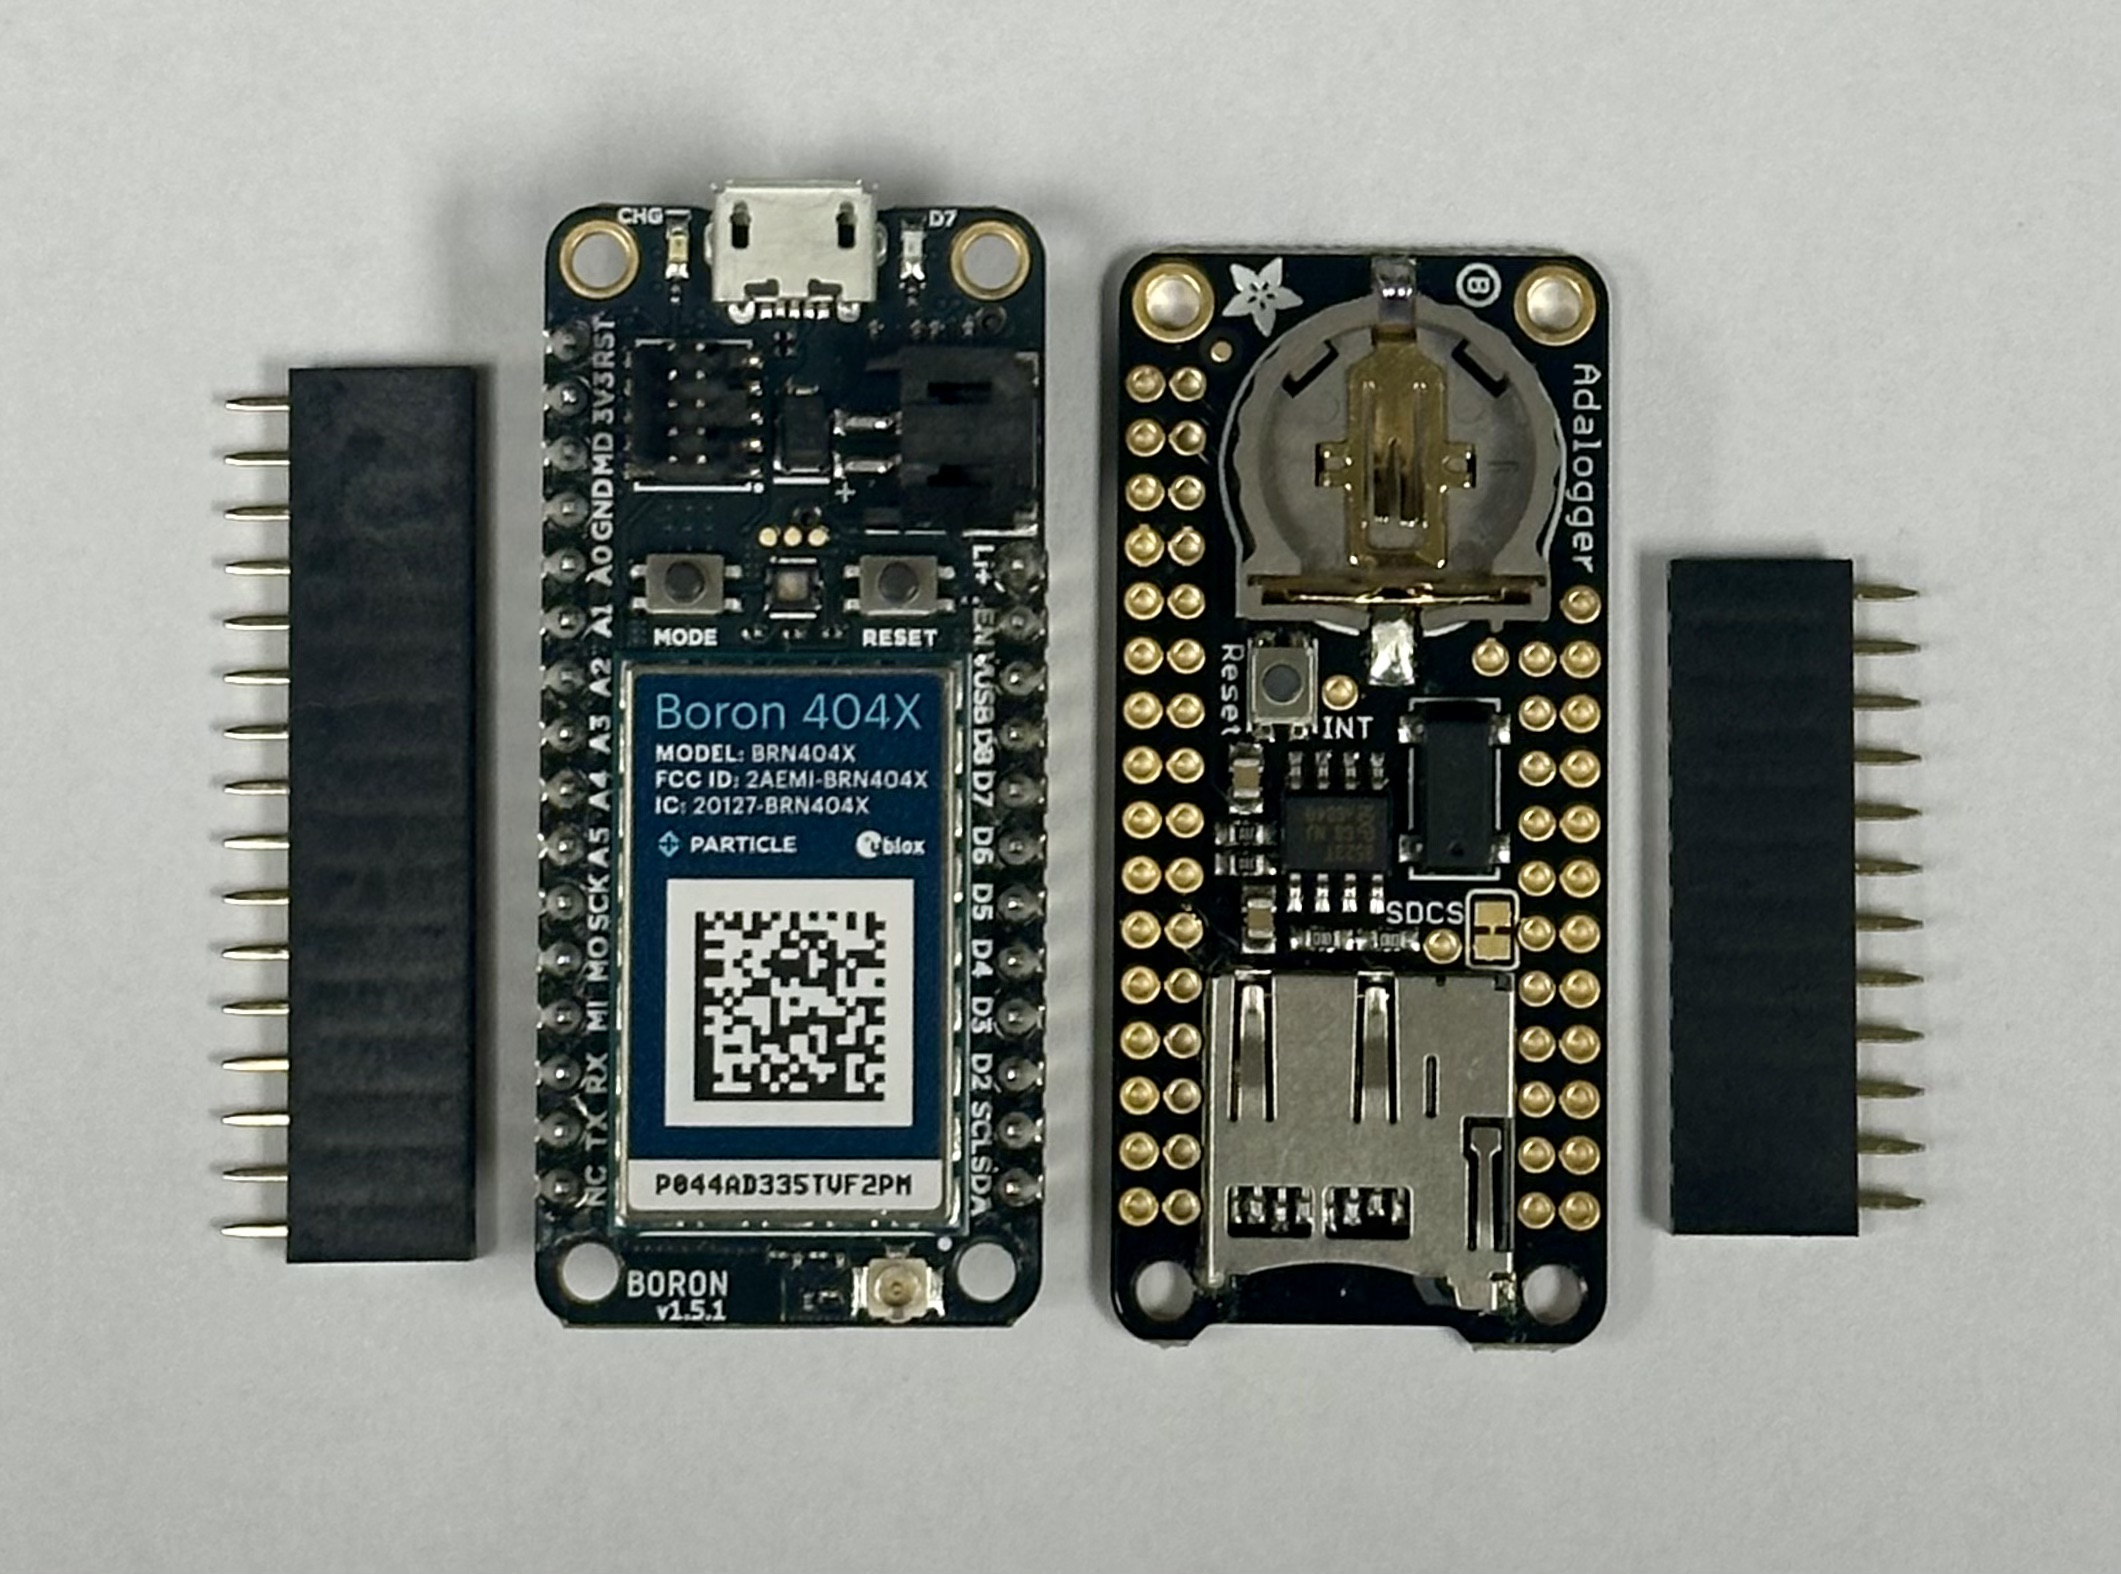 CHG
D7
RST
3V3
MD
GND
A0
A1
A2
A3
A4
A5
SCK
MO
MI
RX
TX
NC
+
MODE
RESET
Li+
EN
VUSB
D8
D7
D6
D5
D4
D3
D2
SCL
SDA
Boron 404X
MODEL: BRN404X
FCC ID: 2AEMI-BRN404X
IC: 20127-BRN404X
PARTICLE
ublox
P044AD335TVF2PM
BORON
v1.5.1
Adalogger
Reset
INT
SDCS